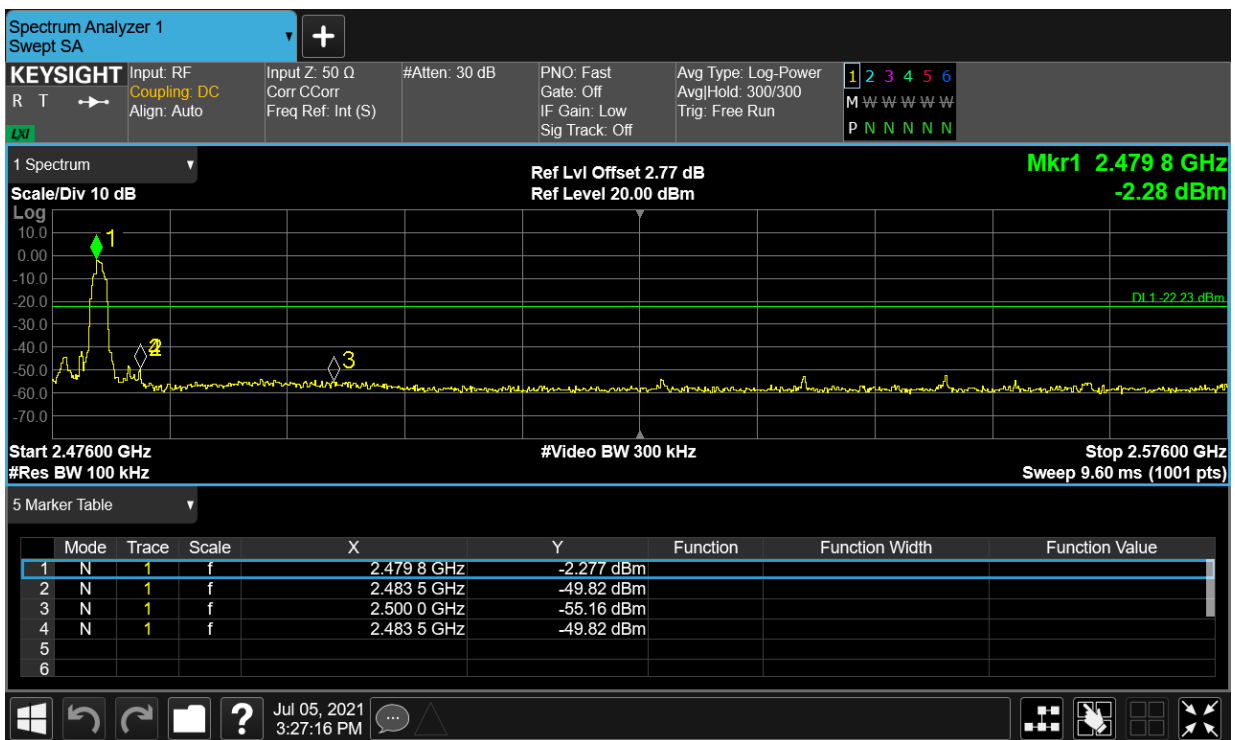 Spectrum Analyzer 1
Swept SA
+
KEYSIGHT Input: RF Input Z: 50 Ω #Atten: 30 dB PNO: Fast Avg Type: Log-Power 1 2 3 4 5 6
R T Coupling: DC Corr CCorr Gate: Off Avg|Hold: 300/300 M W W W W W
Align: Auto Freq Ref: Int (S) IF Gain: Low Trig: Free Run
LXI Sig Track: Off P N N N N N
1 Spectrum Ref Lvl Offset 2.77 dB Mkr1 2.479 8 GHz
Scale/Div 10 dB Ref Level 20.00 dBm -2.28 dBm
Log
10.0
1
0.00
-10.0
-20.0 DL1 -22.23 dBm
-30.0
-40.0 2
-50.0 3
-60.0
-70.0
Start 2.47600 GHz #Video BW 300 kHz Stop 2.57600 GHz
#Res BW 100 kHz Sweep 9.60 ms (1001 pts)
5 Marker Table
Mode Trace Scale X Y Function Function Width Function Value
1 N 1 f 2.479 8 GHz -2.277 dBm
2 N 1 f 2.483 5 GHz -49.82 dBm
3 N 1 f 2.500 0 GHz -55.16 dBm
4 N 1 f 2.483 5 GHz -49.82 dBm
5
6
? Jul 05, 2021
3:27:16 PM